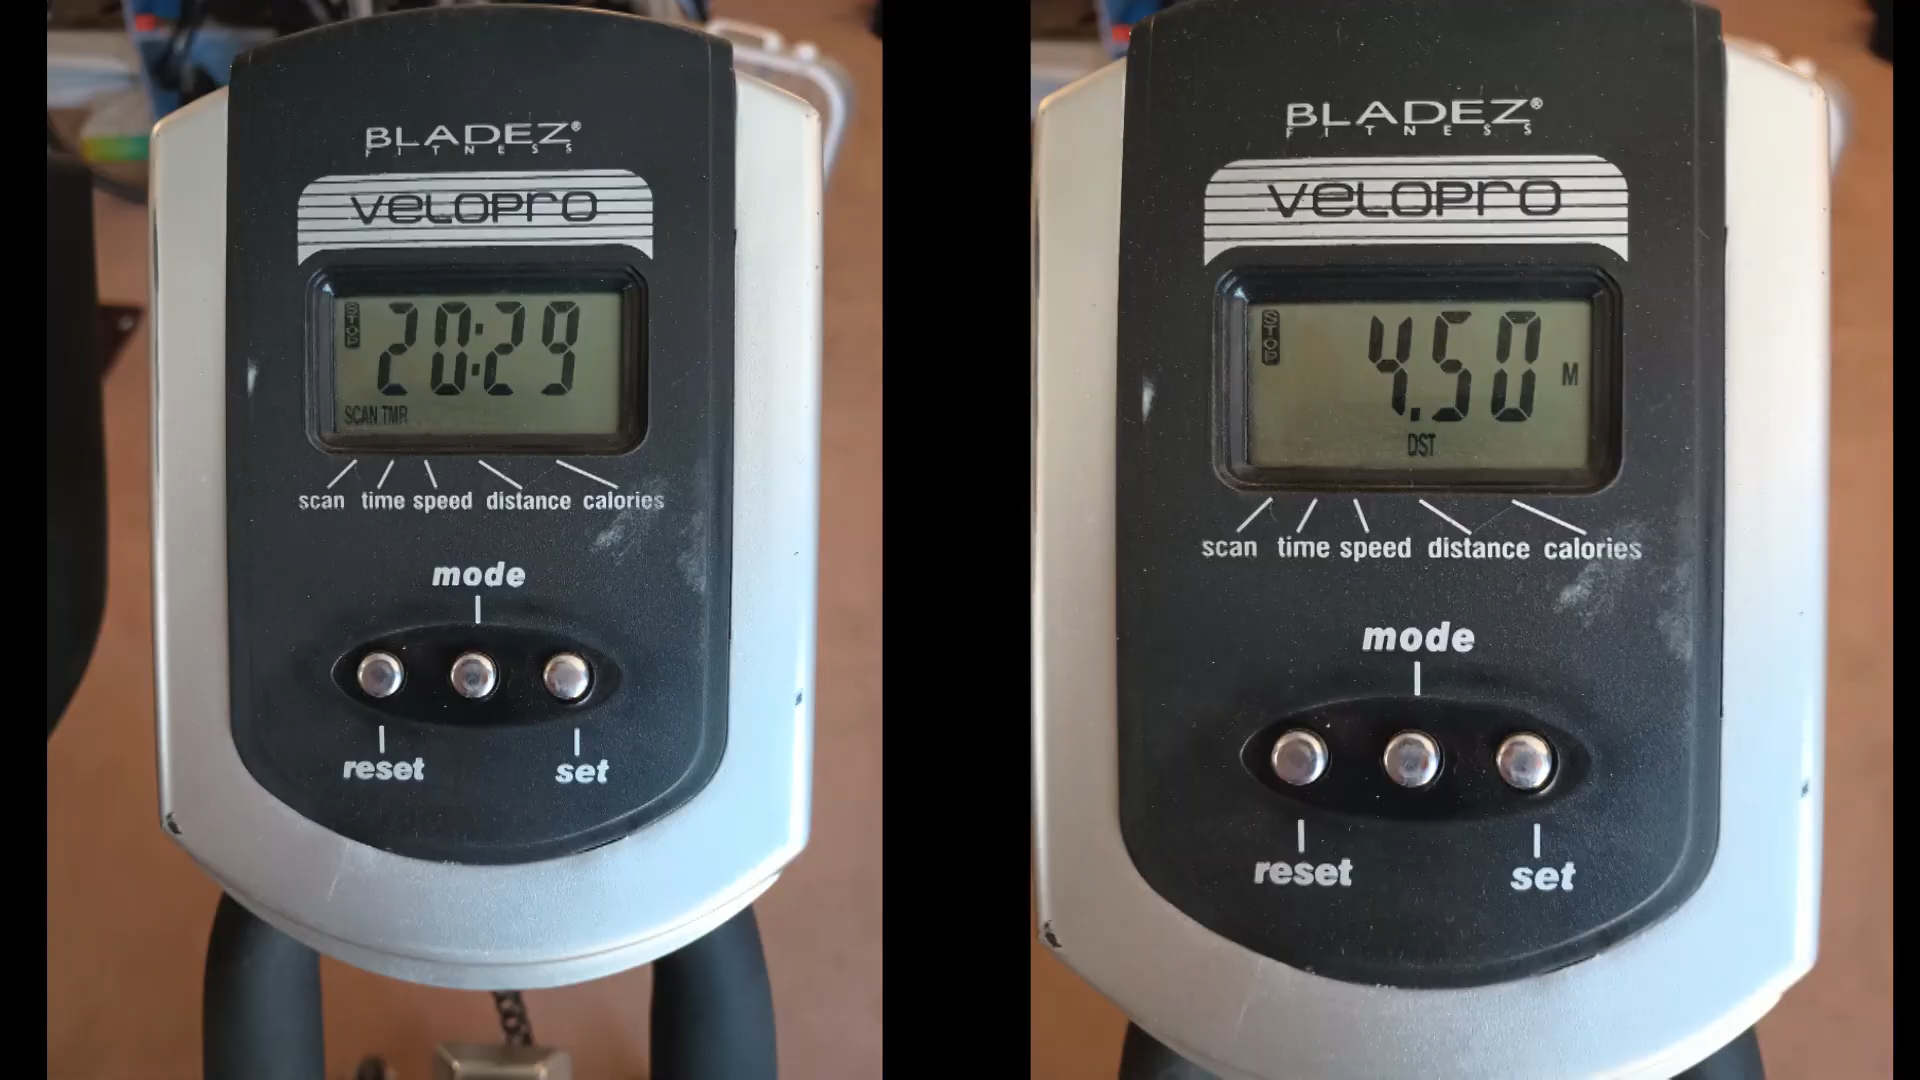 BLADEZ®
FITNESS
VELOPRO
STOP
20:29
SCAN TMR
scan time speed distance calories
mode
reset set
BLADEZ®
FITNESS
VELOPRO
STOP
4.50 M
DST
scan time speed distance calories
mode
reset set